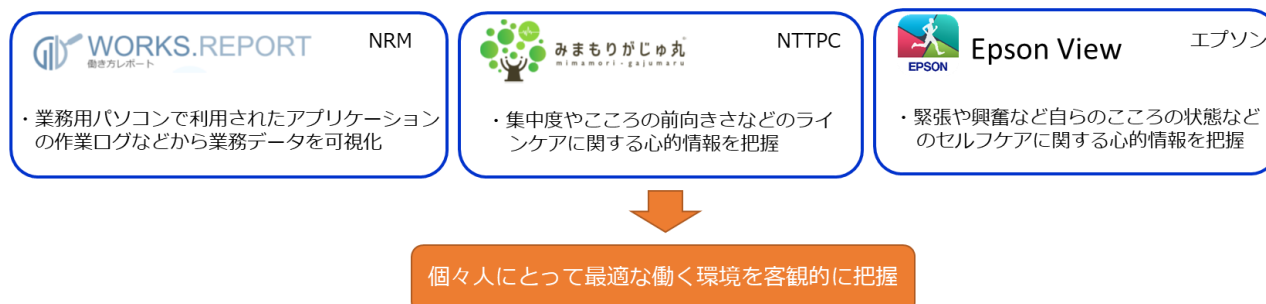 WORKS.REPORT
働き方レポート
NRM
・業務用パソコンで利用されたアプリケーション
の作業ログなどから業務データを可視化
みまもりがじゅ丸
mimamori-gajumaru
NTTPC
・集中度やこころの前向きさなどのライ
ンケアに関する心的情報を把握
EPSON
Epson View
エプソン
・緊張や興奮など自らのこころの状態など
のセルフケアに関する心的情報を把握
個々人にとって最適な働く環境を客観的に把握